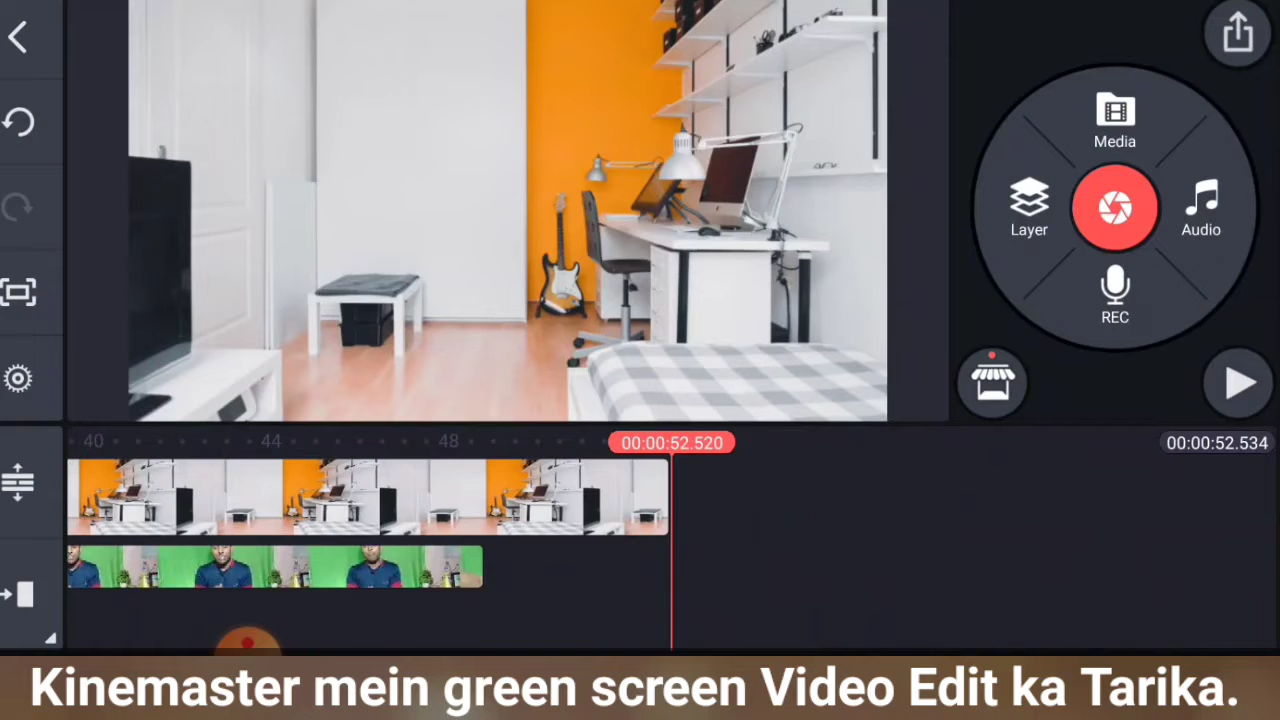 Media
Layer
Audio
REC
40 44 48 00:00:52.520 00:00:52.534
Kinemaster mein green screen Video Edit ka Tarika.